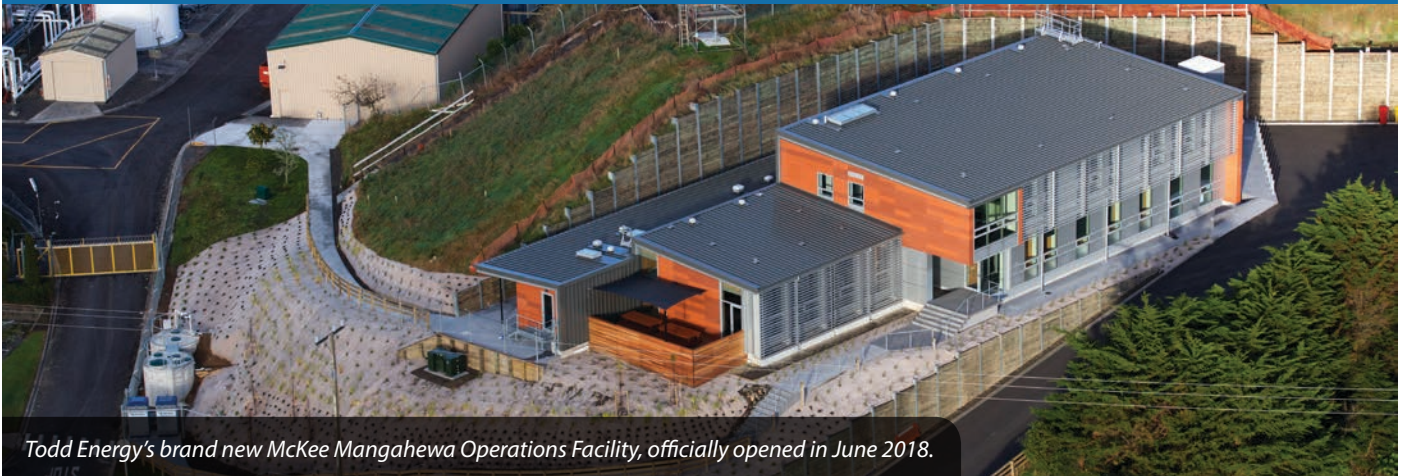 Todd Energy’s brand new McKee Mangahewa Operations Facility, officially opened in June 2018.